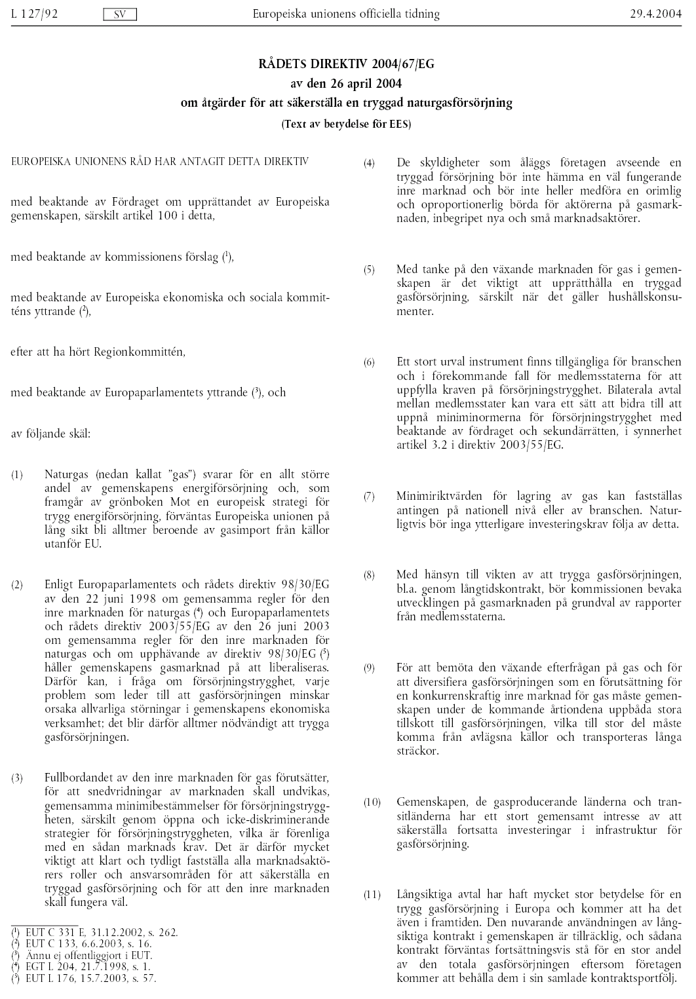 L 127/92 SV Europeiska unionens officiella tidning 29.4.2004
RÅDETS DIREKTIV 2004/67/EG
av den 26 april 2004
om åtgärder för att säkerställa en tryggad naturgasförsörjning
(Text av betydelse för EES)
EUROPEISKA UNIONENS RÅD HAR ANTAGIT DETTA DIREKTIV
med beaktande av Fördraget om upprättandet av Europeiska
gemenskapen, särskilt artikel 100 i detta,
med beaktande av kommissionens förslag (¹),
med beaktande av Europeiska ekonomiska och sociala kommit-
téns yttrande (²),
efter att ha hört Regionkommittén,
med beaktande av Europaparlamentets yttrande (³), och
av följande skäl:
(1) Naturgas (nedan kallat ”gas”) svarar för en allt större
andel av gemenskapens energiförsörjning och, som
framgår av grönboken Mot en europeisk strategi för
trygg energiförsörjning, förväntas Europeiska unionen på
lång sikt bli alltmer beroende av gasimport från källor
utanför EU.
(2) Enligt Europaparlamentets och rådets direktiv 98/30/EG
av den 22 juni 1998 om gemensamma regler för den
inre marknaden för naturgas (⁴) och Europaparlamentets
och rådets direktiv 2003/55/EG av den 26 juni 2003
om gemensamma regler för den inre marknaden för
naturgas och om upphävande av direktiv 98/30/EG (⁵)
håller gemenskapens gasmarknad på att liberaliseras.
Därför kan, i fråga om försörjningstrygghet, varje
problem som leder till att gasförsörjningen minskar
orsaka allvarliga störningar i gemenskapens ekonomiska
verksamhet; det blir därför alltmer nödvändigt att trygga
gasförsörjningen.
(3) Fullbordandet av den inre marknaden för gas förutsätter,
för att snedvridningar av marknaden skall undvikas,
gemensamma minimibestämmelser för försörjningstrygg-
heten, särskilt genom öppna och icke-diskriminerande
strategier för försörjningstryggheten, vilka är förenliga
med en sådan marknads krav. Det är därför mycket
viktigt att klart och tydligt fastställa alla marknadsaktö-
rers roller och ansvarsområden för att säkerställa en
tryggad gasförsörjning och för att den inre marknaden
skall fungera väl.
(¹) EUT C 331 E, 31.12.2002, s. 262.
(²) EUT C 133, 6.6.2003, s. 16.
(³) Ännu ej offentliggjort i EUT.
(⁴) EGT L 204, 21.7.1998, s. 1.
(⁵) EUT L 176, 15.7.2003, s. 57.
(4) De skyldigheter som åläggs företagen avseende en
tryggad försörjning bör inte hämma en väl fungerande
inre marknad och bör inte heller medföra en orimlig
och oproportionerlig börda för aktörerna på gasmark-
naden, inbegripet nya och små marknadsaktörer.
(5) Med tanke på den växande marknaden för gas i gemen-
skapen är det viktigt att upprätthålla en tryggad
gasförsörjning, särskilt när det gäller hushållskonsu-
menter.
(6) Ett stort urval instrument finns tillgängliga för branschen
och i förekommande fall för medlemsstaterna för att
uppfylla kraven på försörjningstrygghet. Bilaterala avtal
mellan medlemsstater kan vara ett sätt att bidra till att
uppnå miniminormerna för försörjningstrygghet med
beaktande av fördraget och sekundärrätten, i synnerhet
artikel 3.2 i direktiv 2003/55/EG.
(7) Minimiriktvärden för lagring av gas kan fastställas
antingen på nationell nivå eller av branschen. Natur-
ligtvis bör inga ytterligare investeringskrav följa av detta.
(8) Med hänsyn till vikten av att trygga gasförsörjningen,
bl.a. genom långtidskontrakt, bör kommissionen bevaka
utvecklingen på gasmarknaden på grundval av rapporter
från medlemsstaterna.
(9) För att bemöta den växande efterfrågan på gas och för
att diversifiera gasförsörjningen som en förutsättning för
en konkurrenskraftig inre marknad för gas måste gemen-
skapen under de kommande årtiondena uppbåda stora
tillskott till gasförsörjningen, vilka till stor del måste
komma från avlägsna källor och transporteras långa
sträckor.
(10) Gemenskapen, de gasproducerande länderna och tran-
sitländerna har ett stort gemensamt intresse av att
säkerställa fortsatta investeringar i infrastruktur för
gasförsörjning.
(11) Långsiktiga avtal har haft mycket stor betydelse för en
trygg gasförsörjning i Europa och kommer att ha det
även i framtiden. Den nuvarande användningen av lång-
siktiga kontrakt i gemenskapen är tillräcklig, och sådana
kontrakt förväntas fortsättningsvis stå för en stor andel
av den totala gasförsörjningen eftersom företagen
kommer att behålla dem i sin samlade kontraktsportfölj.